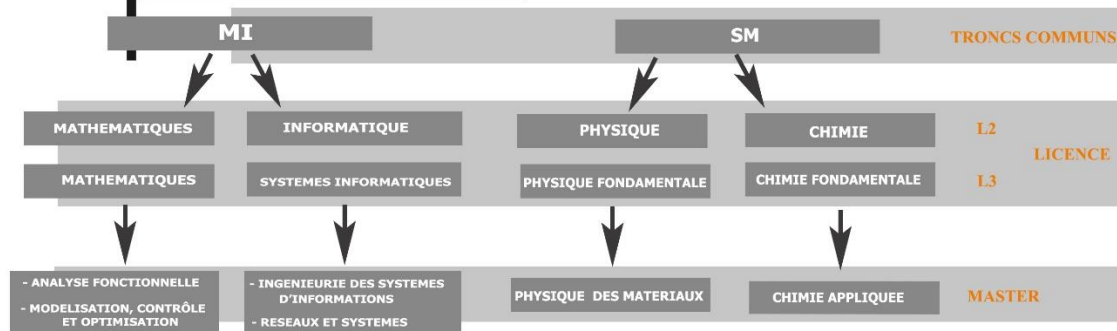 MI
SM
TRONCS COMMUNS
MATHEMATIQUES
INFORMATIQUE
PHYSIQUE
CHIMIE
L2
LICENCE
MATHEMATIQUES
SYSTEMES INFORMATIQUES
PHYSIQUE FONDAMENTALE
CHIMIE FONDAMENTALE
L3
- ANALYSE FONCTIONNELLE
- MODELISATION, CONTRÔLE
ET OPTIMISATION
- INGENIEURIE DES SYSTEMES
D'INFORMATIONS
- RESEAUX ET SYSTEMES
PHYSIQUE DES MATERIAUX
CHIMIE APPLIQUEE
MASTER